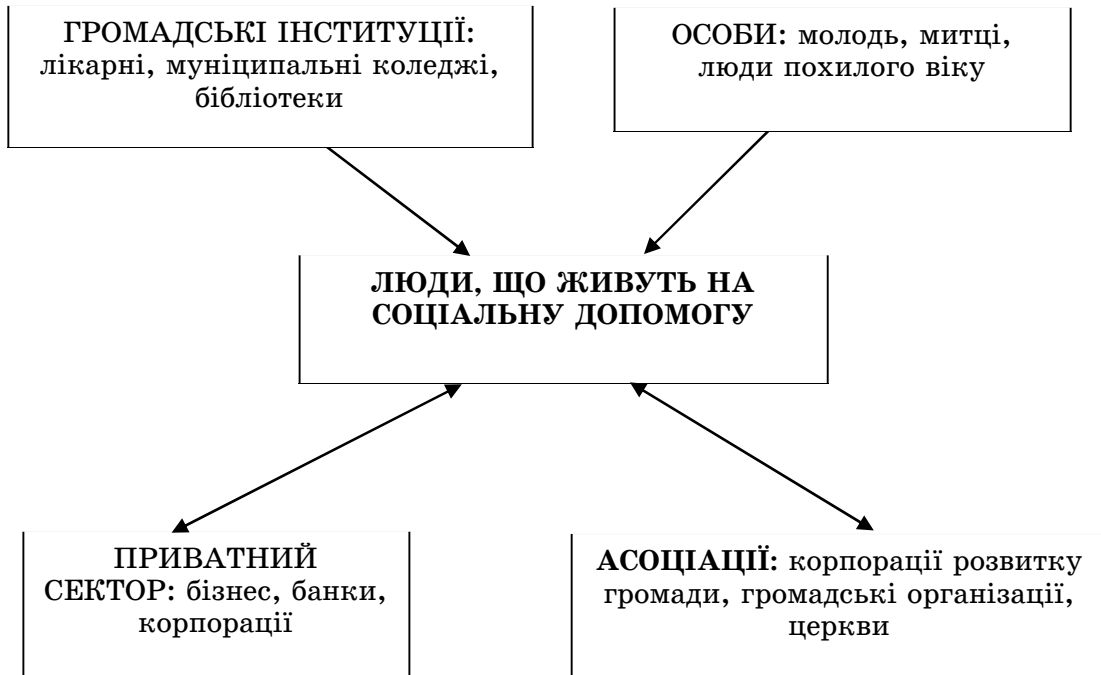 ГРОМАДСЬКІ ІНСТИТУЦІЇ:
лікарні, муніципальні коледжі,
бібліотеки
ОСОБИ: молодь, митці,
люди похилого віку
ЛЮДИ, ЩО ЖИВУТЬ НА
СОЦІАЛЬНУ ДОПОМОГУ
ПРИВАТНИЙ
СЕКТОР: бізнес, банки,
корпорації
АСОЦІАЦІЇ: корпорації розвитку
громади, громадські організації,
церкви